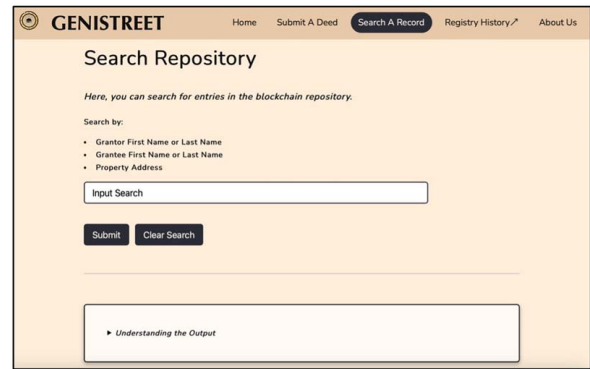 GENISTREET
Home Submit A Deed Search A Record Registry History↗ About Us
Search Repository
Here, you can search for entries in the blockchain repository.
Search by:
• Grantor First Name or Last Name
• Grantee First Name or Last Name
• Property Address
Input Search
Submit Clear Search
▶ Understanding the Output